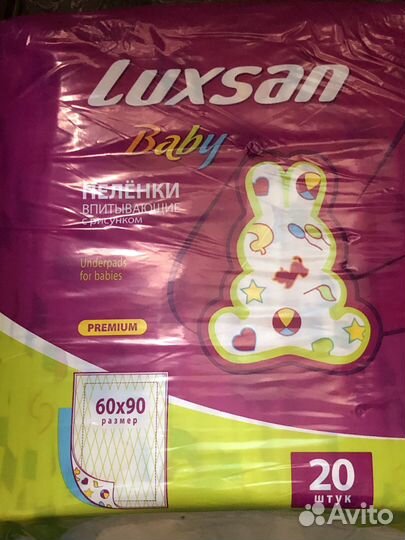 Luxsan
Baby
ПЕЛЁНКИ
ВПИТЫВАЮЩИЕ
с рисунком
Underpads
for babies
PREMIUM
60x90
размер
20
штук
Avito